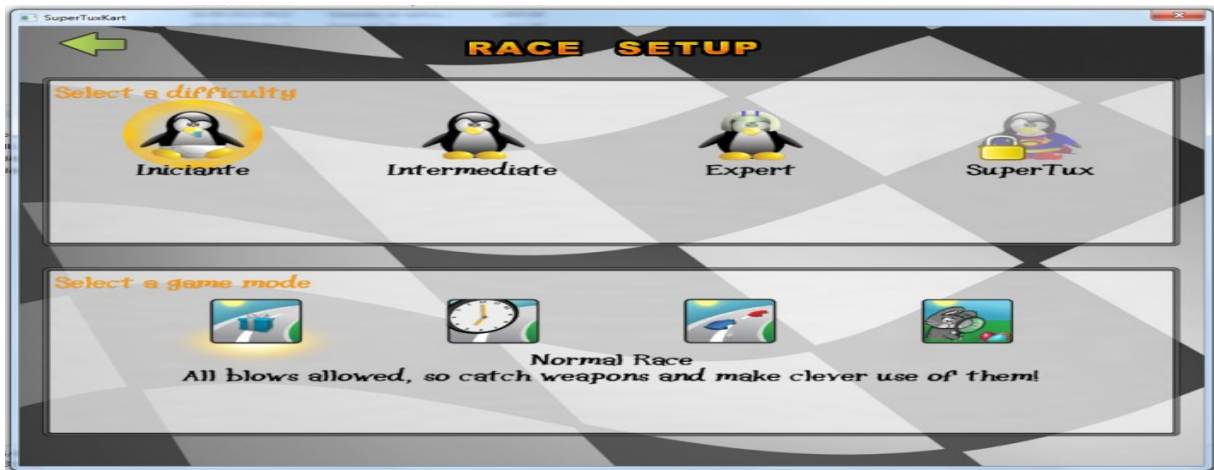 SuperTuxKart
RACE SETUP
Select a difficulty
Iniciante Intermediate Expert SuperTux
Select a game mode
Normal Race
All blows allowed, so catch weapons and make clever use of them!